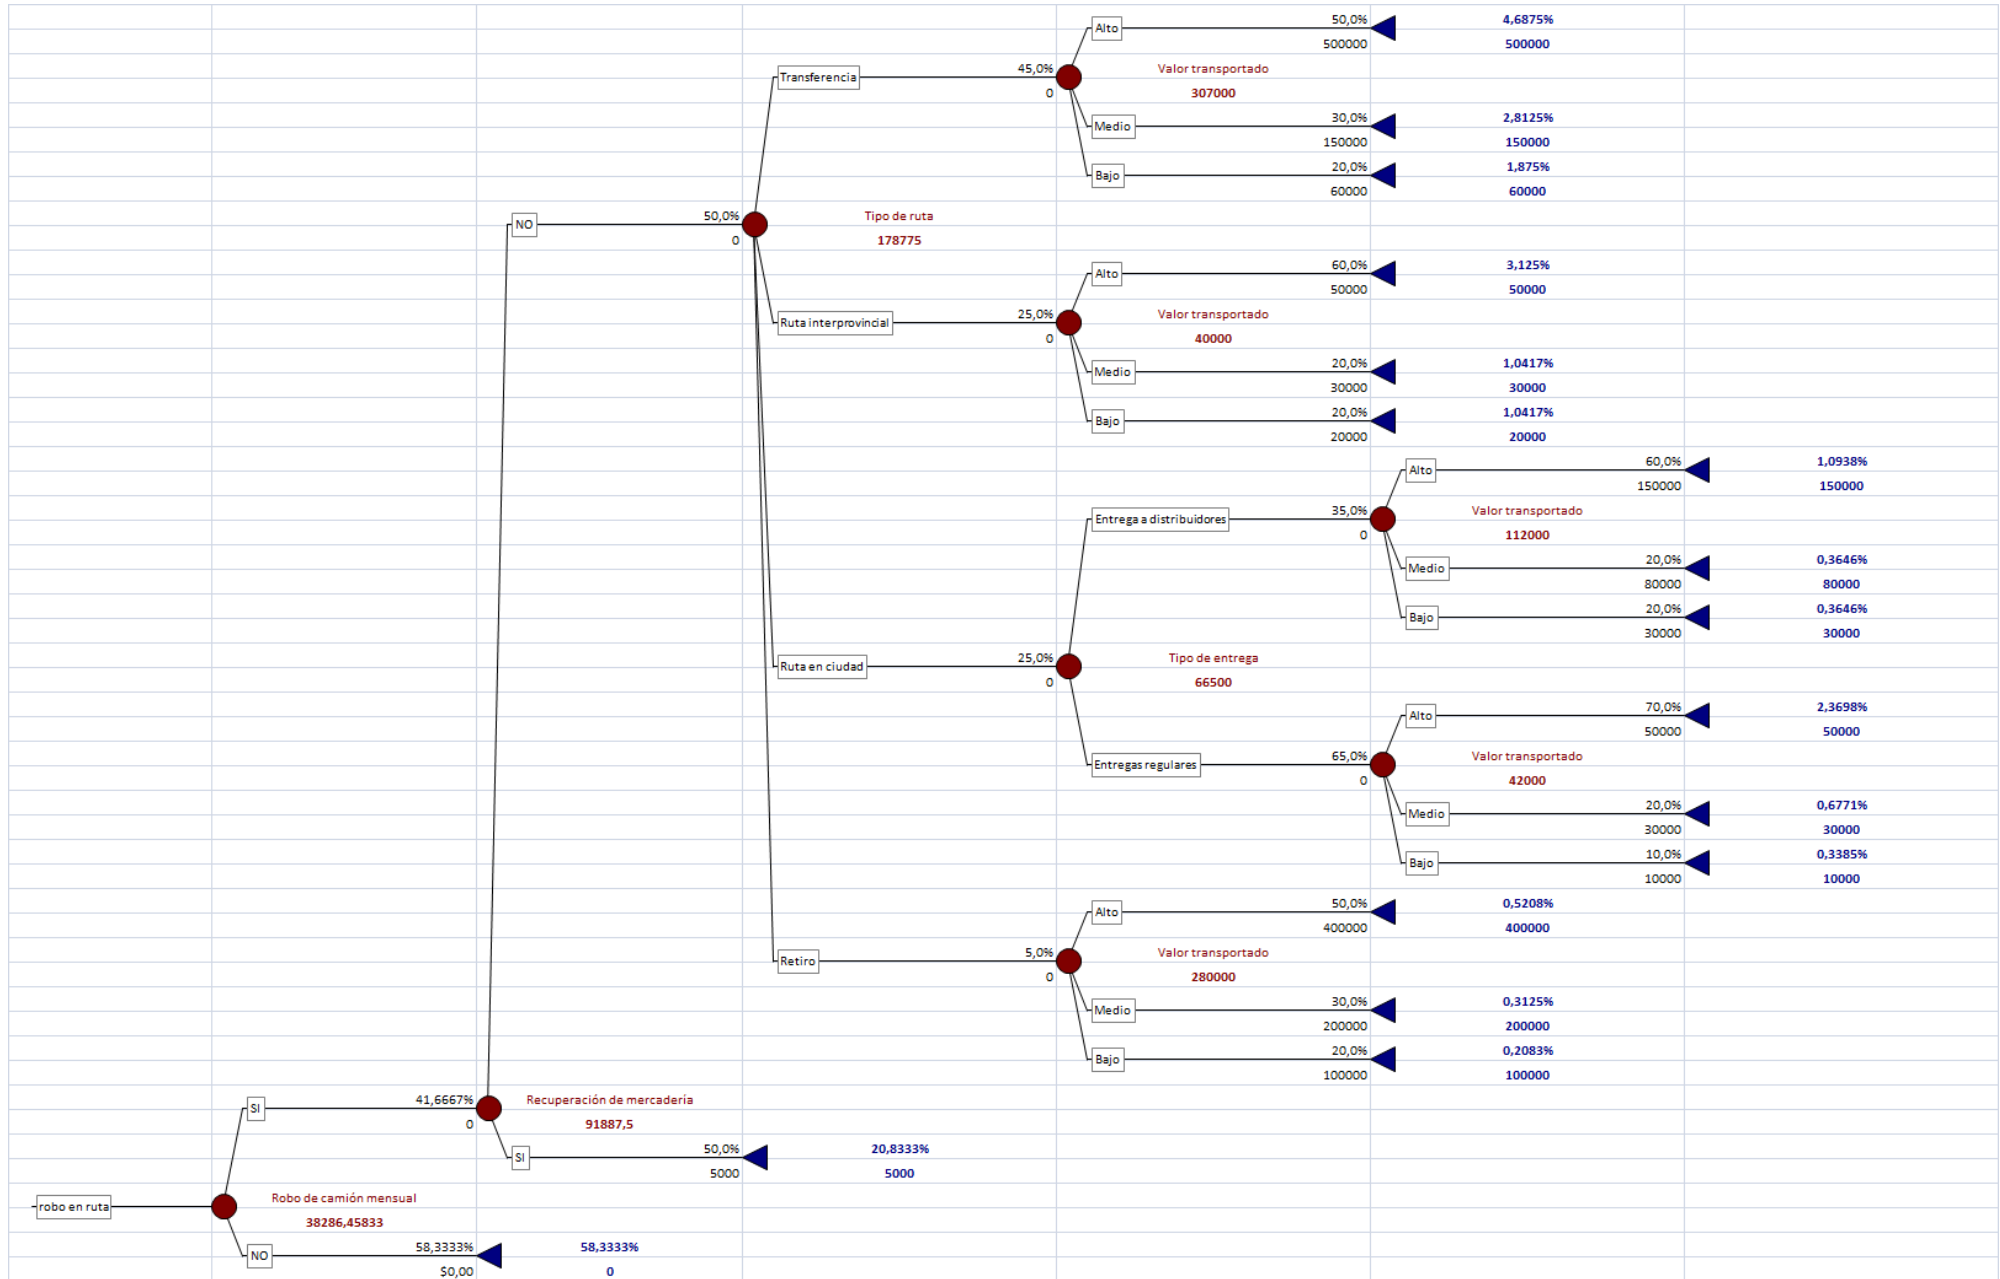 Alto 50,0% 4,6875%
500000 500000
Transferencia 45,0% Valor transportado
0 307000
Medio 30,0% 2,8125%
150000 150000
Bajo 20,0% 1,875%
60000 60000
NO 50,0% Tipo de ruta
0 178775
Alto 60,0% 3,125%
50000 50000
Ruta interprovincial 25,0% Valor transportado
0 40000
Medio 20,0% 1,0417%
30000 30000
Bajo 20,0% 1,0417%
20000 20000
Alto 60,0% 1,0938%
150000 150000
Entrega a distribuidores 35,0% Valor transportado
0 112000
Medio 20,0% 0,3646%
80000 80000
Bajo 20,0% 0,3646%
30000 30000
Ruta en ciudad 25,0% Tipo de entrega
0 66500
Alto 70,0% 2,3698%
50000 50000
Entregas regulares 65,0% Valor transportado
0 42000
Medio 20,0% 0,6771%
30000 30000
Bajo 10,0% 0,3385%
10000 10000
Alto 50,0% 0,5208%
400000 400000
Retiro 5,0% Valor transportado
0 280000
Medio 30,0% 0,3125%
200000 200000
Bajo 20,0% 0,2083%
100000 100000
SI 41,6667% Recuperación de mercadería
0 91887,5
SI 50,0% 20,8333%
5000 5000
robo en ruta Robo de camión mensual
38286,45833
NO 58,3333% 58,3333%
$0,00 0